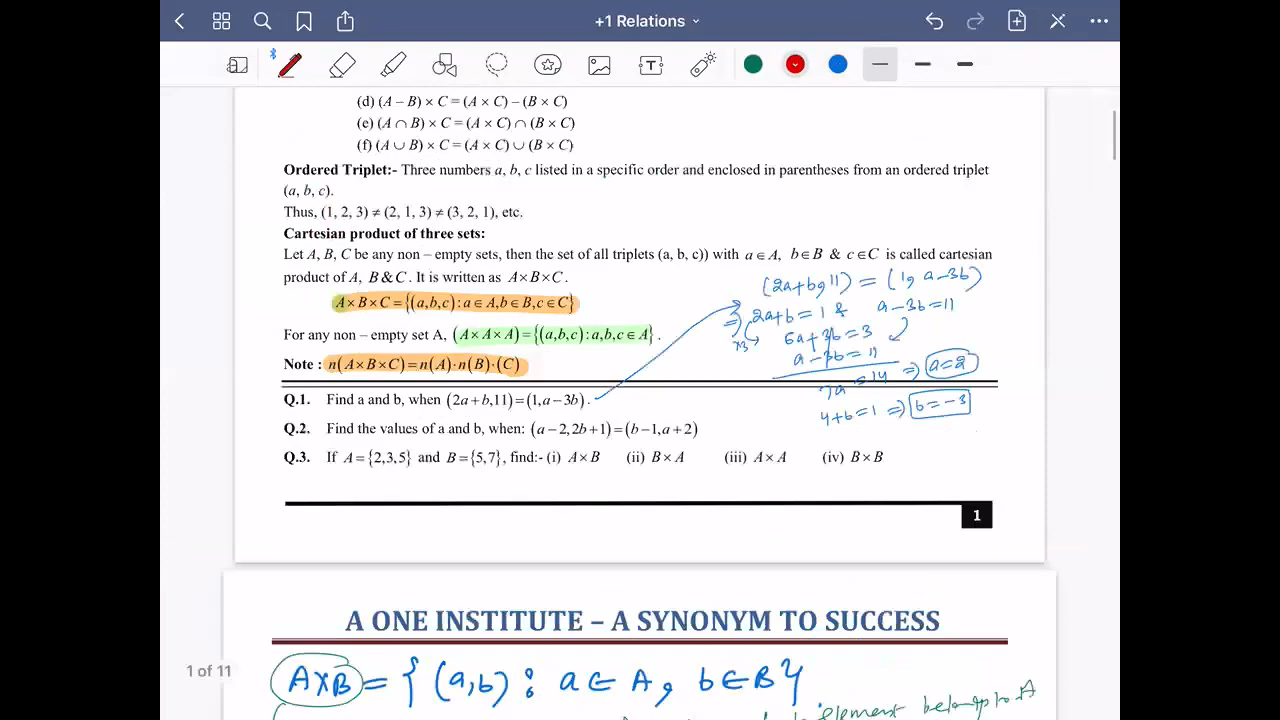 +1 Relations
(d) (A – B) × C = (A × C) – (B × C)
(e) (A ∩ B) × C = (A × C) ∩ (B × C)
(f) (A ∪ B) × C = (A × C) ∪ (B × C)
Ordered Triplet:- Three numbers a, b, c listed in a specific order and enclosed in parentheses from an ordered triplet
(a, b, c).
Thus, (1, 2, 3) ≠ (2, 1, 3) ≠ (3, 2, 1), etc.
Cartesian product of three sets:
Let A, B, C be any non – empty sets, then the set of all triplets (a, b, c)) with a ∈ A, b ∈ B & c ∈ C is called cartesian
product of A, B & C. It is written as A × B × C.
A × B × C = {(a,b,c) : a ∈ A, b ∈ B, c ∈ C}
For any non – empty set A, (A × A × A) = {(a,b,c) : a,b,c ∈ A}.
Note : n(A × B × C) = n(A)·n(B)·(C)
(2a+b, 11) = (1, a-3b)
⇒ 2a+b = 1 & a-3b = 11
×3→ 6a+3b = 3
a-3b = 11
7a = 14 ⇒ a=2
4+b=1 ⇒ b=-3
Q.1. Find a and b, when (2a+b,11) = (1,a–3b).
Q.2. Find the values of a and b, when: (a–2,2b+1) = (b–1,a+2)
Q.3. If A = {2,3,5} and B = {5,7}, find:- (i) A × B (ii) B × A (iii) A × A (iv) B × B
1
A ONE INSTITUTE – A SYNONYM TO SUCCESS
1 of 11
A×B = { (a,b) : a ∈ A, b ∈ B }
element belongs to A